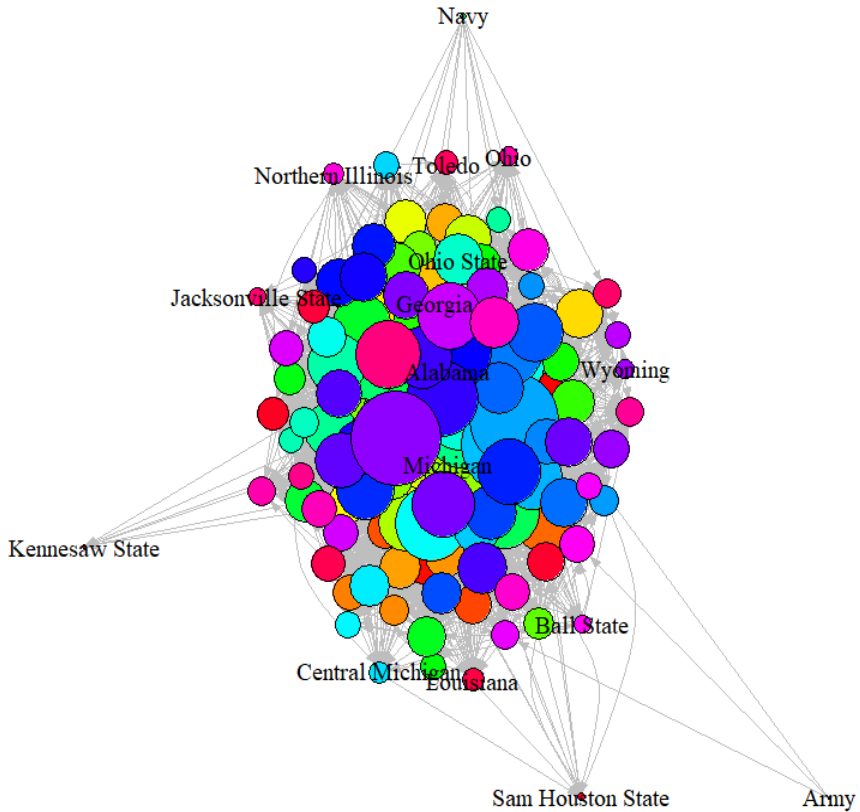 Navy
Ohio
Toledo
Northern Illinois
Ohio State
Jacksonville State
Georgia
Alabama
Wyoming
Michigan
Kennesaw State
Ball State
Central Michigan
Louisiana
Sam Houston State
Army